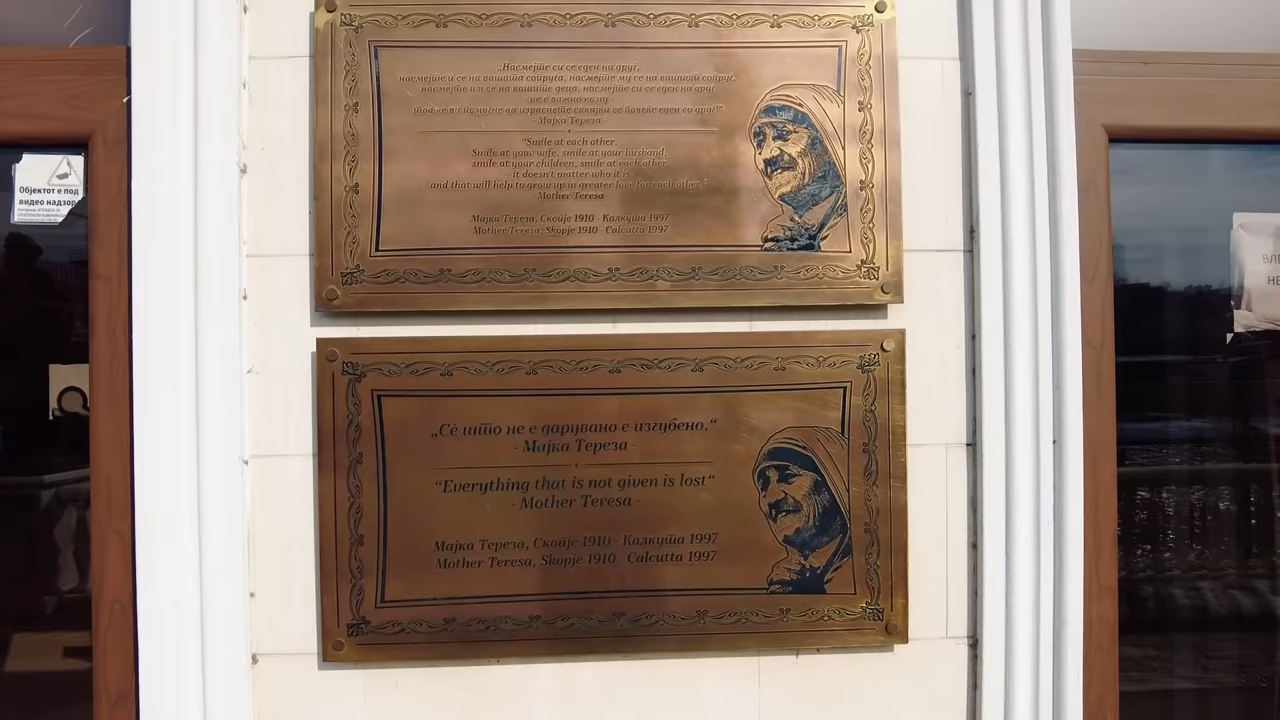 „Насмејте си се еден на друг,
насмејте и се на вашата сопруга, насмејте му се на вашиот сопруг,
насмејте им се на вашите деца, насмејте си се еден на друг
- не е важно кому -
тоа ќе ви помогне да израснете сакајќи се повеќе еден со друг!“
- Мајка Тереза -
“Smile at each other.
Smile at your wife, smile at your husband,
smile at your children, smile at each other
- it doesn't matter who it is
and that will help to grow up in greater love for each other.”
Mother Teresa
Мајка Тереза, Скопје 1910 - Калкута 1997
Mother Teresa, Skopje 1910 - Calcutta 1997
„Сѐ што не е дарувано е изгубено.“
- Мајка Тереза -
“Everything that is not given is lost“
- Mother Teresa -
Мајка Тереза, Скопје 1910 - Калкута 1997
Mother Teresa, Skopje 1910 - Calcutta 1997
Објектот е под
видео надзор
НЕ